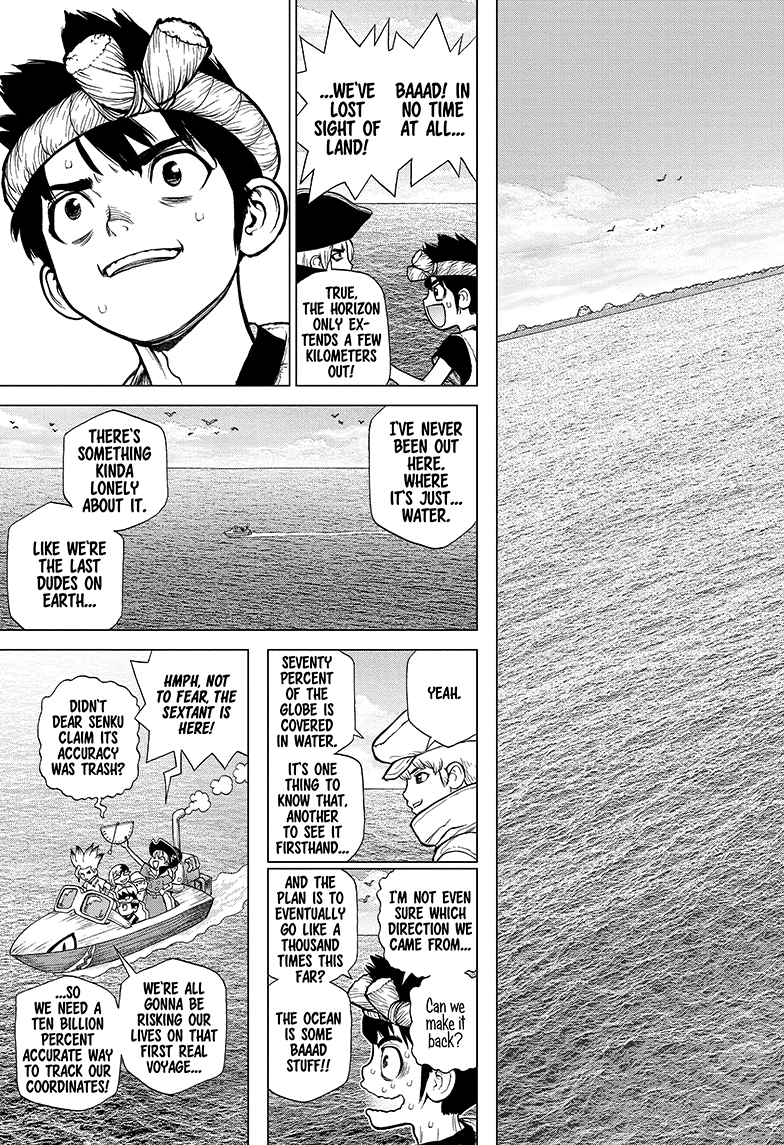 BAAAD! IN
NO TIME
AT ALL...
...WE'VE
LOST
SIGHT OF
LAND!
TRUE,
THE HORIZON
ONLY EX-
TENDS A FEW
KILOMETERS
OUT!
I'VE NEVER
BEEN OUT
HERE.
WHERE
IT'S JUST...
WATER.
THERE'S
SOMETHING
KINDA
LONELY
ABOUT IT.
LIKE WE'RE
THE LAST
DUDES ON
EARTH...
YEAH.
SEVENTY
PERCENT
OF THE
GLOBE IS
COVERED
IN WATER.
IT'S ONE
THING TO
KNOW THAT,
ANOTHER
TO SEE IT
FIRSTHAND...
I'M NOT EVEN
SURE WHICH
DIRECTION WE
CAME FROM...
Can we
make it
back?
AND THE
PLAN IS TO
EVENTUALLY
GO LIKE A
THOUSAND
TIMES THIS
FAR?
THE OCEAN
IS SOME
BAAAD
STUFF!!
HMPH, NOT
TO FEAR, THE
SEXTANT IS
HERE!
DIDN'T
DEAR SENKU
CLAIM ITS
ACCURACY
WAS TRASH?
WE'RE ALL
GONNA BE
RISKING OUR
LIVES ON THAT
FIRST REAL
VOYAGE...
...SO
WE NEED A
TEN BILLION
PERCENT
ACCURATE WAY
TO TRACK OUR
COORDINATES!